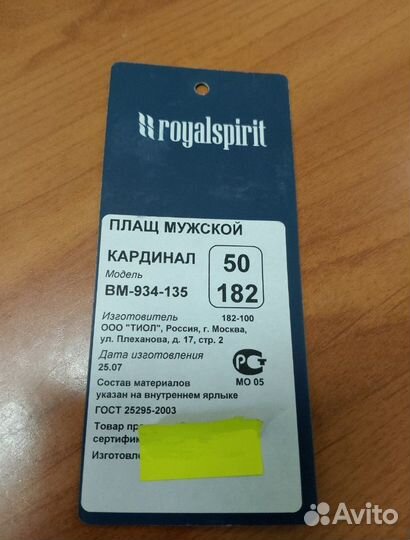 royalspirit
ПЛАЩ МУЖСКОЙ
КАРДИНАЛ
Модель
ВМ-934-135
50
182
Изготовитель 182-100
ООО "ТИОЛ", Россия, г. Москва,
ул. Плеханова, д. 17, стр. 2
Дата изготовления
25.07
РСТ
МО 05
Состав материалов
указан на внутреннем ярлыке
ГОСТ 25295-2003
Товар
Avito